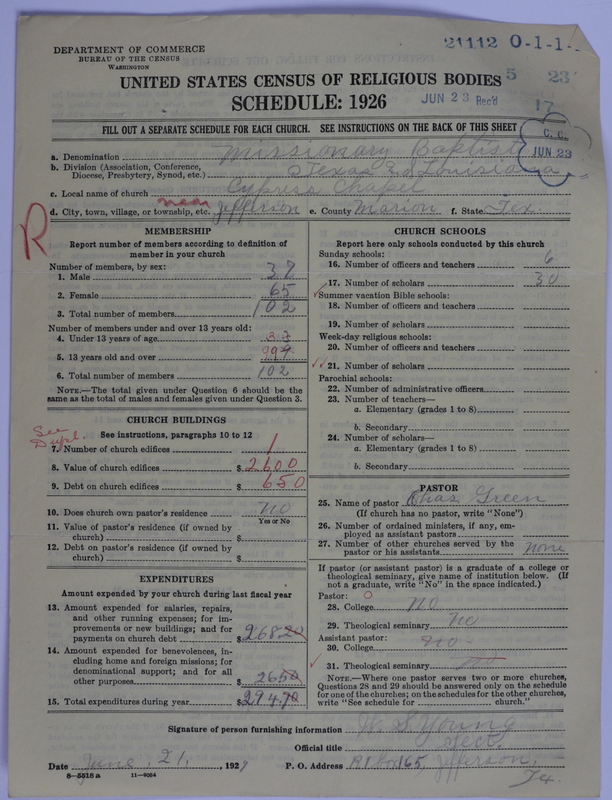 21112 0-1-1-
DEPARTMENT OF COMMERCE
BUREAU OF THE CENSUS
WASHINGTON
5 23
UNITED STATES CENSUS OF RELIGIOUS BODIES
SCHEDULE: 1926
JUN 23 Rec'd
17
FILL OUT A SEPARATE SCHEDULE FOR EACH CHURCH. SEE INSTRUCTIONS ON THE BACK OF THIS SHEET
C. C.
JUN 23
a. Denomination Missionary Baptist
b. Division (Association, Conference, Diocese, Presbytery, Synod, etc.) Texas & Louisiana
c. Local name of church Cypress Chapel
near
d. City, town, village, or township, etc. Jefferson e. County Marion f. State Tex
R
MEMBERSHIP
Report number of members according to definition of
member in your church
Number of members, by sex:
1. Male 37
2. Female 65
3. Total number of members 102
Number of members under and over 13 years old:
4. Under 13 years of age
5. 13 years old and over
6. Total number of members 102
NOTE.—The total given under Question 6 should be
same as the total of males and females given under Question 3.
CHURCH BUILDINGS
See Dupl.
See instructions, paragraphs 10 to 12
7. Number of church edifices 1
8. Value of church edifices $ 2600
9. Debt on church edifices $ 650
10. Does church own pastor's residence No
Yes or No
11. Value of pastor's residence (if owned by
church) $
12. Debt on pastor's residence (if owned by
church) $
EXPENDITURES
Amount expended by your church during last fiscal year
13. Amount expended for salaries, repairs,
and other running expenses; for im-
provements or new buildings; and for
payments on church debt $ 268.20
14. Amount expended for benevolences, in-
cluding home and foreign missions; for
denominational support; and for all
other purposes $ 26.50
15. Total expenditures during year $ 294.70
CHURCH SCHOOLS
Report here only schools conducted by this church
Sunday schools:
16. Number of officers and teachers 6
17. Number of scholars 30
Summer vacation Bible schools:
18. Number of officers and teachers
19. Number of scholars
Week-day religious schools:
20. Number of officers and teachers
21. Number of scholars
Parochial schools:
22. Number of administrative officers
23. Number of teachers—
a. Elementary (grades 1 to 8)
b. Secondary
24. Number of scholars—
a. Elementary (grades 1 to 8)
b. Secondary
PASTOR
25. Name of pastor Chas. Green
(If church has no pastor, write "None")
26. Number of ordained ministers, if any, em-
ployed as assistant pastors
27. Number of other churches served by the
pastor or his assistants None
If pastor (or assistant pastor) is a graduate of a college or
theological seminary, give name of institution below. (If
not a graduate, write "No" in the space indicated.)
Pastor: O
28. College No
29. Theological seminary No
Assistant pastor:
30. College No
31. Theological seminary no
NOTE.—Where one pastor serves two or more churches,
Questions 28 and 29 should be answered only on the schedule
for one of the churches; on the schedules for the other churches,
write "See schedule for church."
Signature of person furnishing information W. S. Young
Official title Sect.
Date June 21, 1927 P. O. Address R 1 Box 165, Jefferson,
Tex.
8—5518 a 11—9054